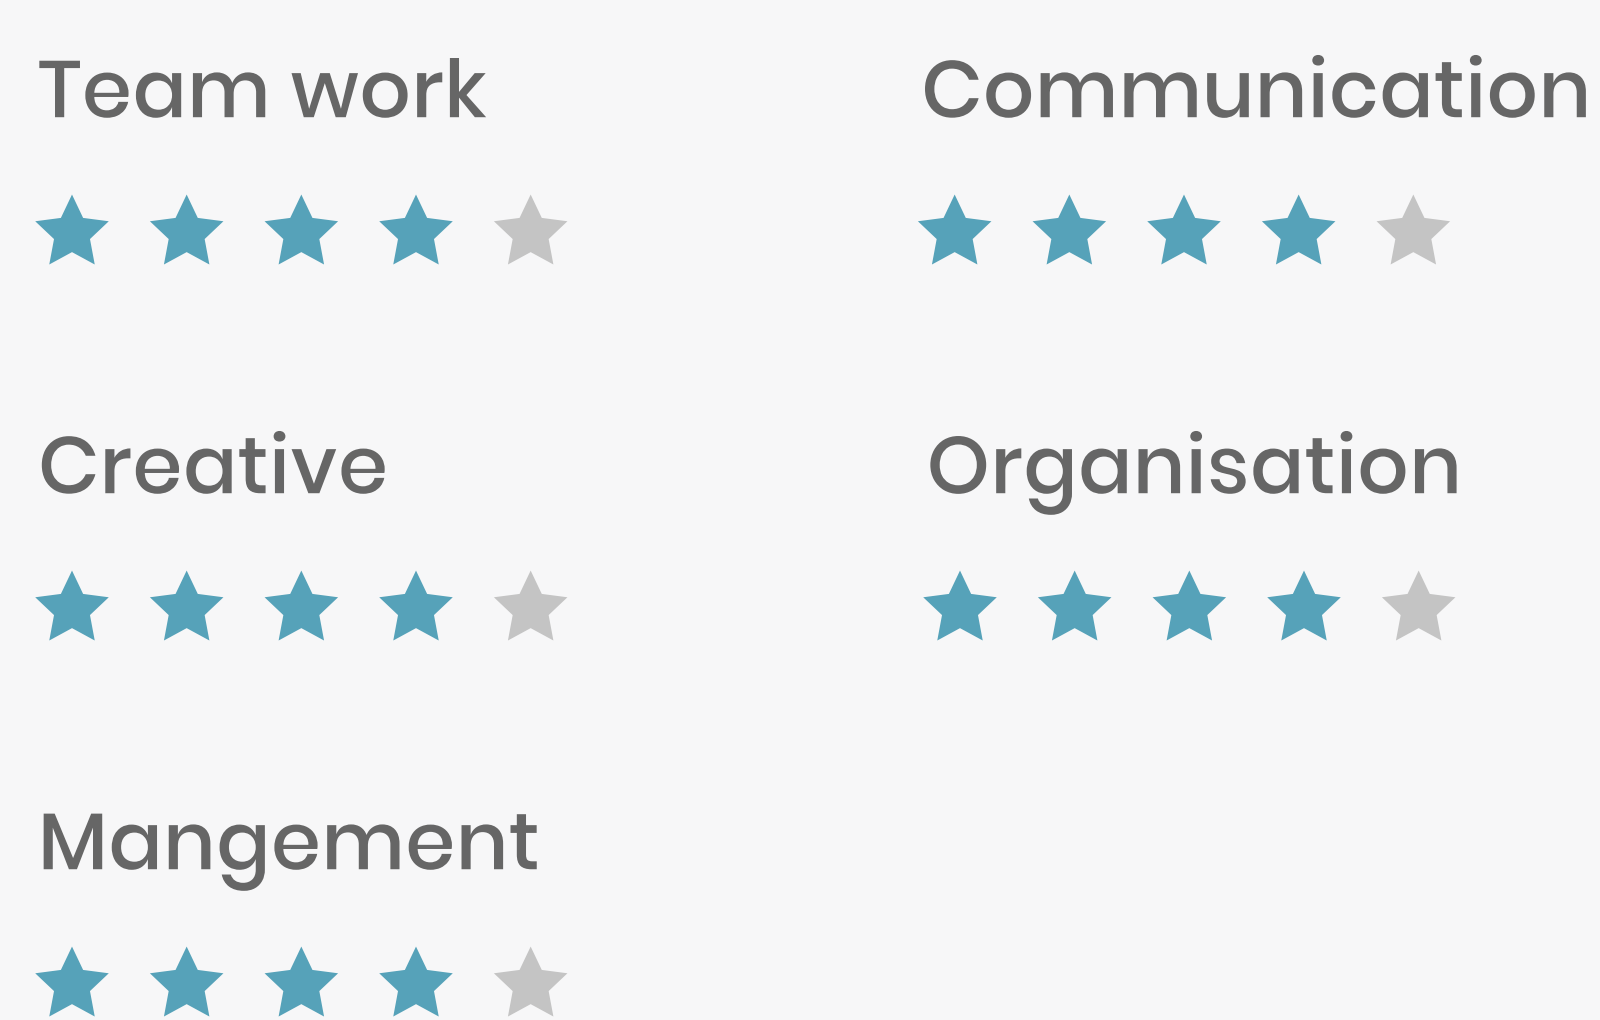 Team work
Communication
Creative
Organisation
Mangement